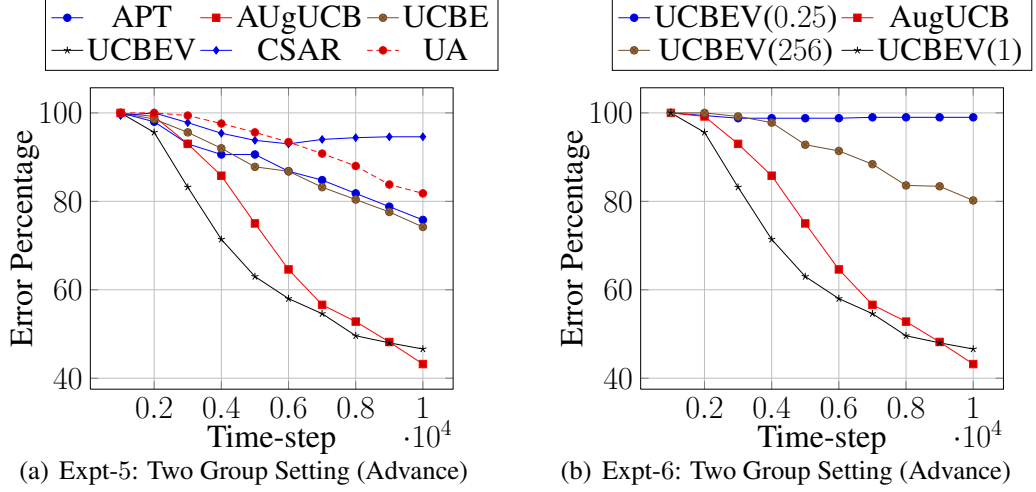 APT AUgUCB UCBE
UCBEV CSAR UA
100
80
60
40
0.2 0.4 0.6 0.8 1
·10^4
Time-step
Error Percentage
(a) Expt-5: Two Group Setting (Advance)
UCBEV(0.25) AugUCB
UCBEV(256) UCBEV(1)
100
80
60
40
0.2 0.4 0.6 0.8 1
·10^4
Time-step
Error Percentage
(b) Expt-6: Two Group Setting (Advance)